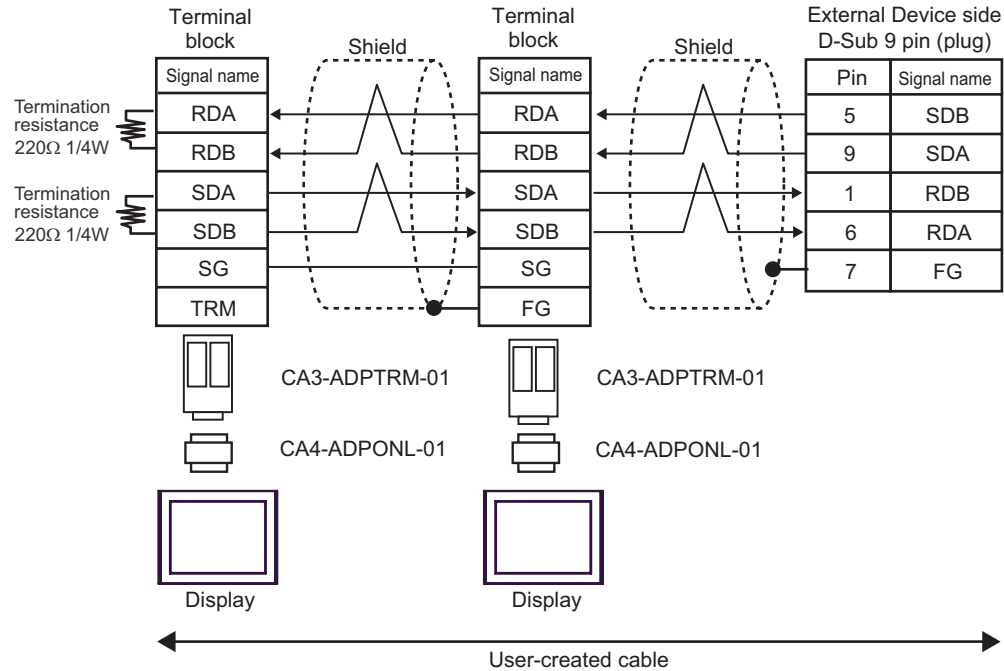 Terminal
block
Shield
Terminal
block
Shield
External Device side
D-Sub 9 pin (plug)
Signal name
Signal name
Pin
Signal name
Termination
resistance
220Ω 1/4W
RDA
RDA
5
SDB
RDB
RDB
9
SDA
Termination
resistance
220Ω 1/4W
SDA
SDA
1
RDB
SDB
SDB
6
RDA
SG
SG
7
FG
TRM
FG
CA3-ADPTRM-01
CA3-ADPTRM-01
CA4-ADPONL-01
CA4-ADPONL-01
Display
Display
User-created cable